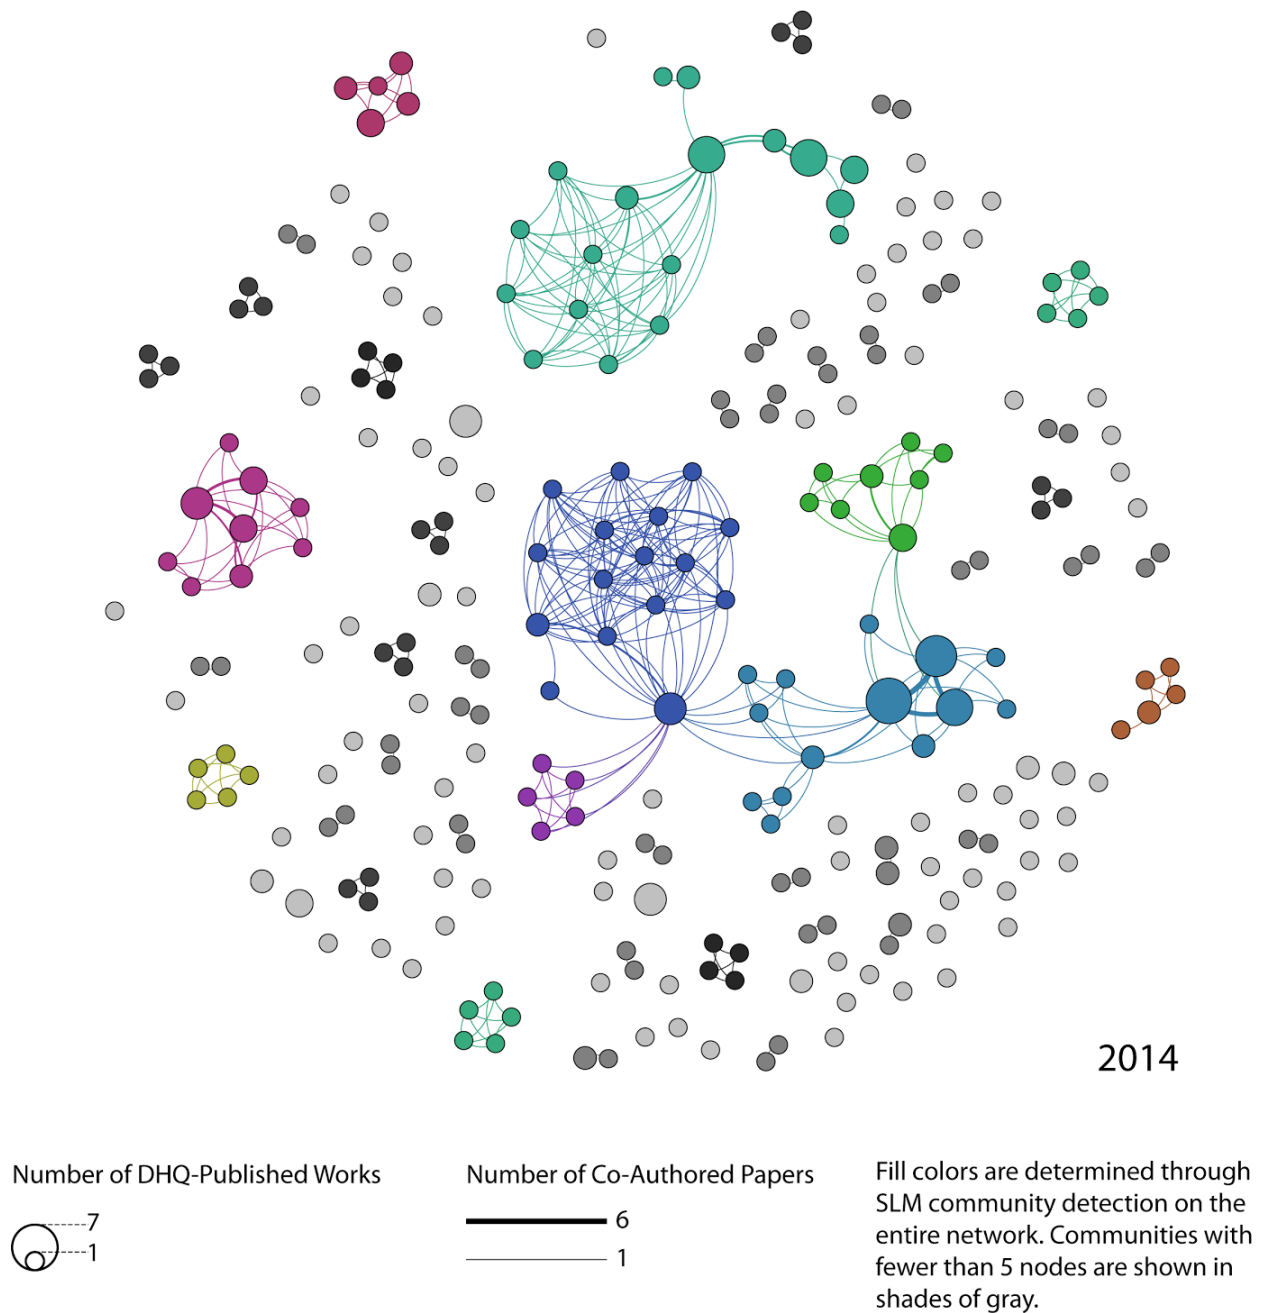 2014
Number of DHQ-Published Works
7
1
Number of Co-Authored Papers
6
1
Fill colors are determined through
SLM community detection on the
entire network. Communities with
fewer than 5 nodes are shown in
shades of gray.